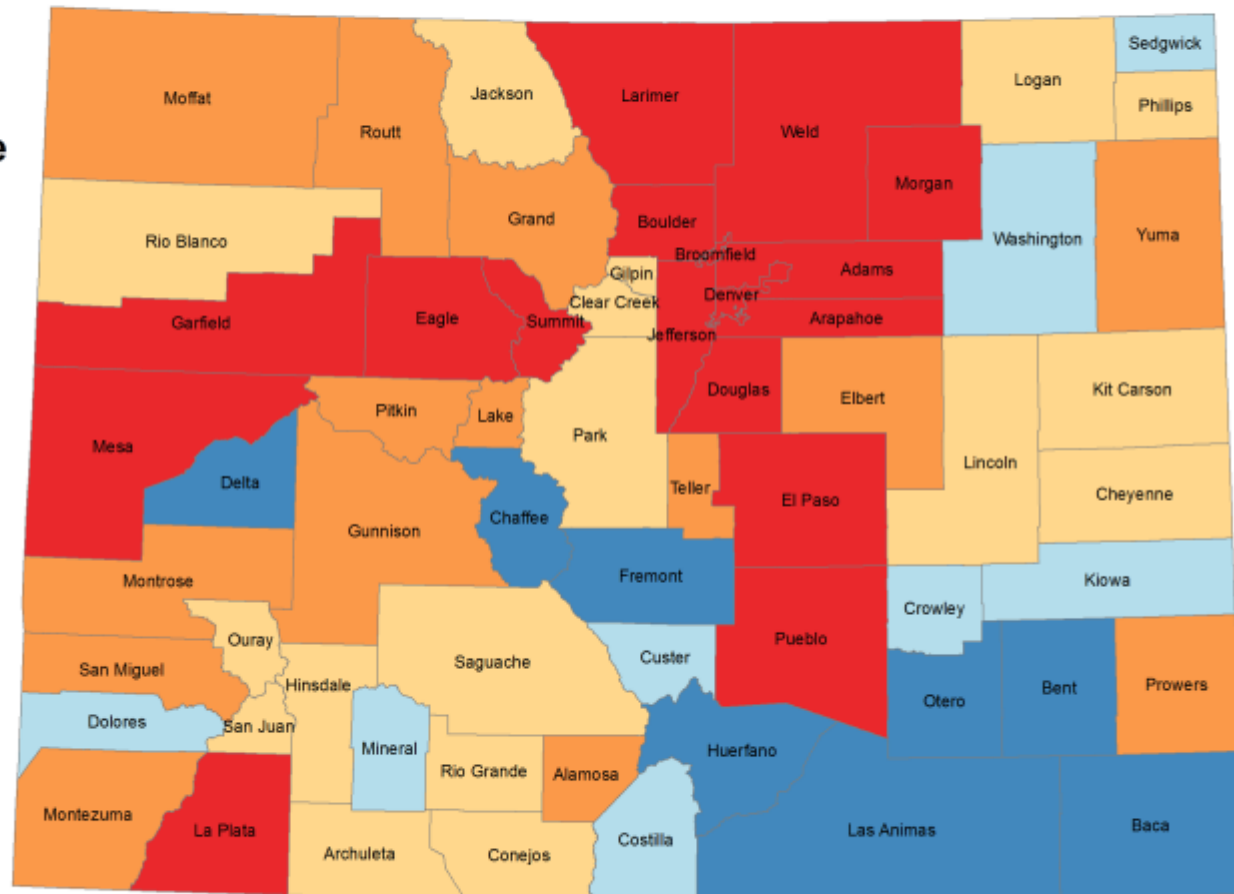 Sedgwick
Logan
Jackson
Moffat
Larimer
Phillips
Routt
Weld
e
Morgan
Grand
Boulder
Yuma
Rio Blanco
Washington
Broomfield
Gilpin
Adams
Denver
Clear Creek
Eagle
Summit
Arapahoe
Garfield
Jefferson
Douglas
Kit Carson
Elbert
Pitkin
Lake
Park
Mesa
Lincoln
Delta
Teller
Cheyenne
El Paso
Chaffee
Gunnison
Fremont
Montrose
Kiowa
Crowley
Ouray
Pueblo
Custer
Saguache
San Miguel
Hinsdale
Prowers
Bent
Otero
Dolores
San Juan
Mineral
Huerfano
Rio Grande
Alamosa
Montezuma
Baca
La Plata
Las Animas
Costilla
Archuleta
Conejos